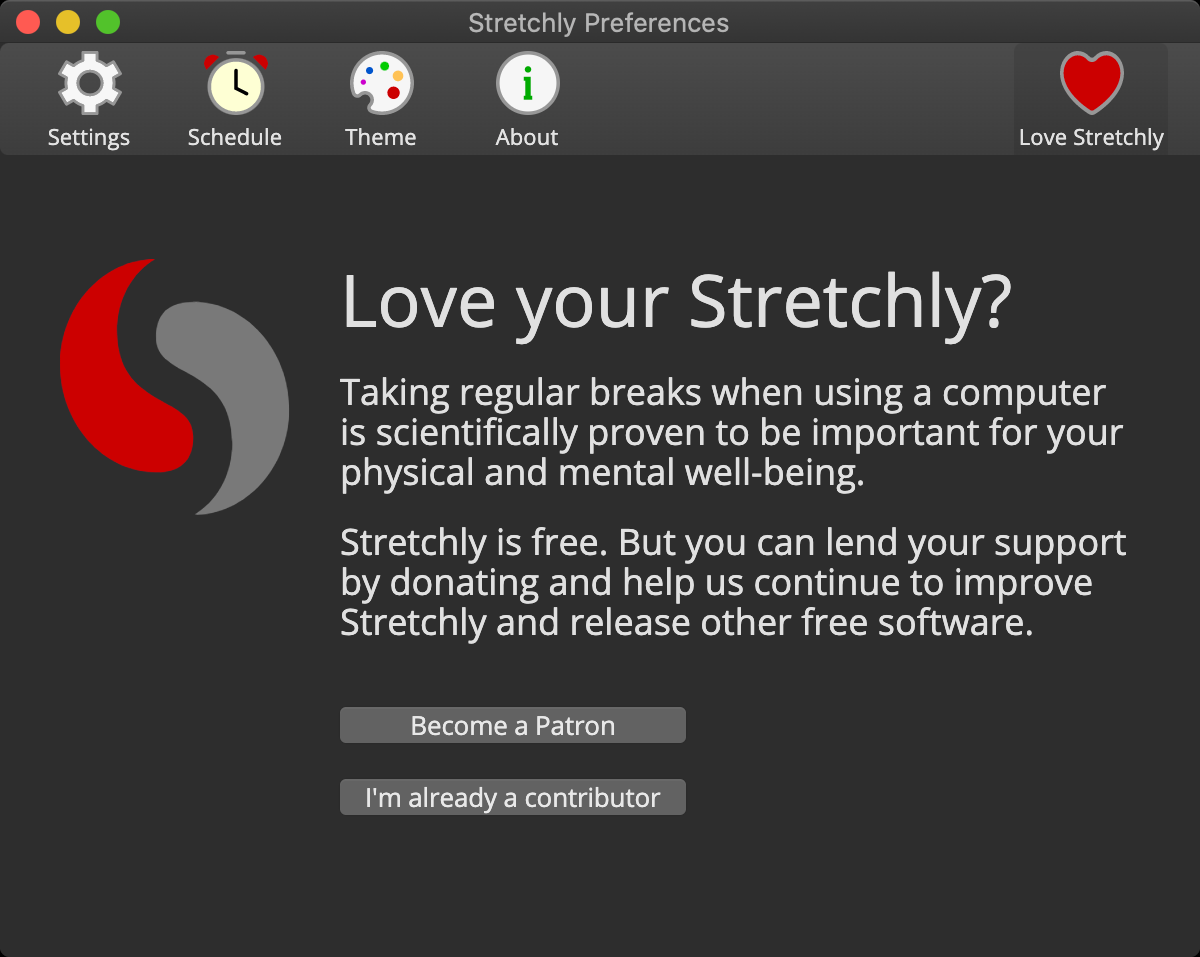 Stretchly Preferences
Settings
Schedule
Theme
About
Love Stretchly
Love your Stretchly?
Taking regular breaks when using a computer
is scientifically proven to be important for your
physical and mental well-being.
Stretchly is free. But you can lend your support
by donating and help us continue to improve
Stretchly and release other free software.
Become a Patron
I'm already a contributor